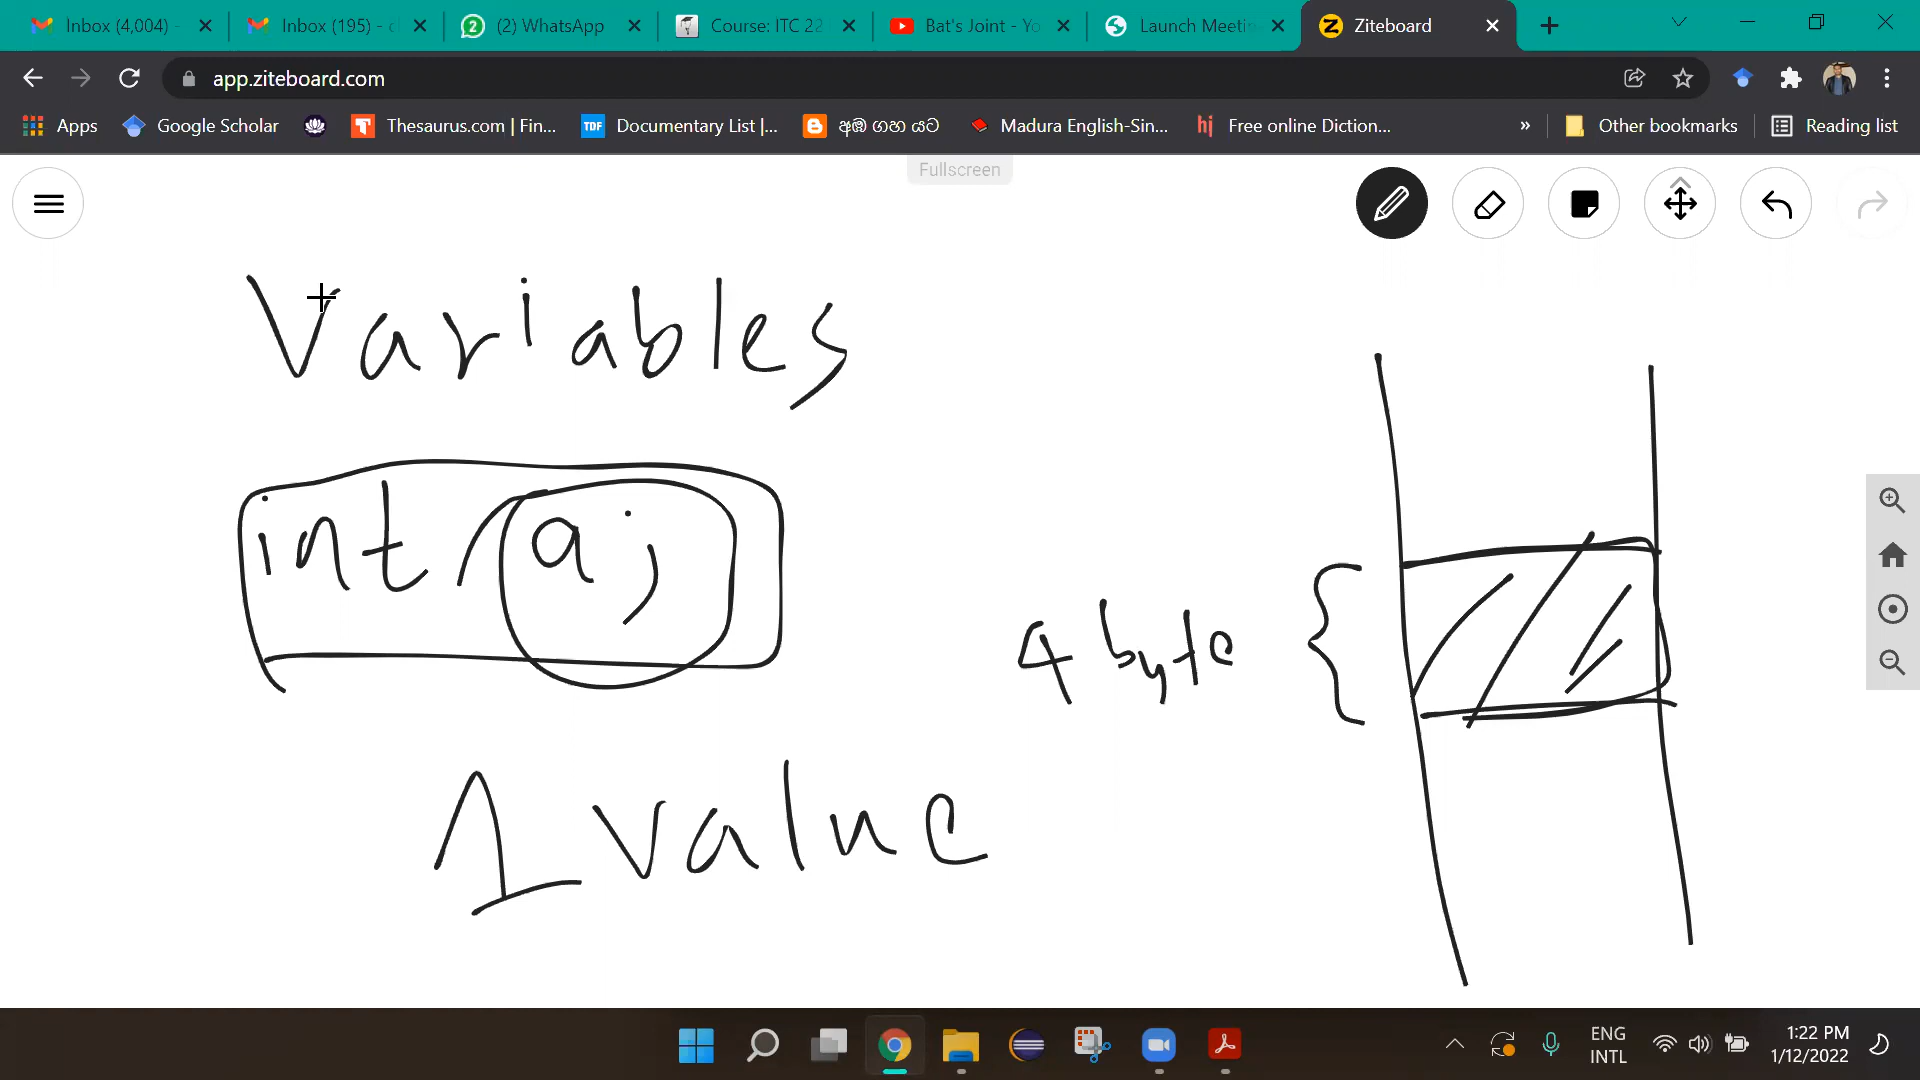 Inbox (4,004) -
Inbox (195) - c
(2) WhatsApp
Course: ITC 22
Bat's Joint - Yo
Launch Meetin
Ziteboard
app.ziteboard.com
Apps
Google Scholar
Thesaurus.com | Fin...
TDF
Documentary List |...
අඹ ගහ යට
Madura English-Sin...
hj
Free online Diction...
»
Other bookmarks
Reading list
Fullscreen
Variables
int a;
4 byte
1 value
ENG
INTL
1:22 PM
1/12/2022